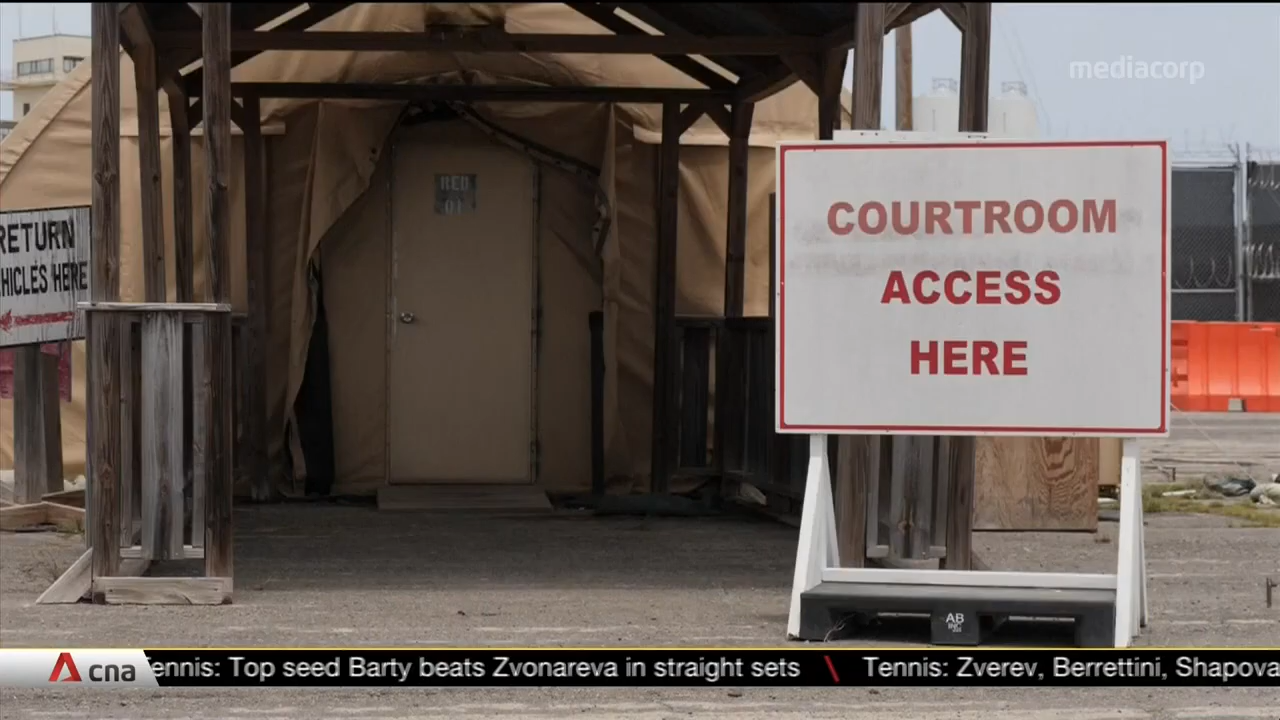 mediacorp
RED
01
RETURN
HICLES HERE
COURTROOM
ACCESS
HERE
AB
cna
Tennis: Top seed Barty beats Zvonareva in straight sets \ Tennis: Zverev, Berrettini, Shapova